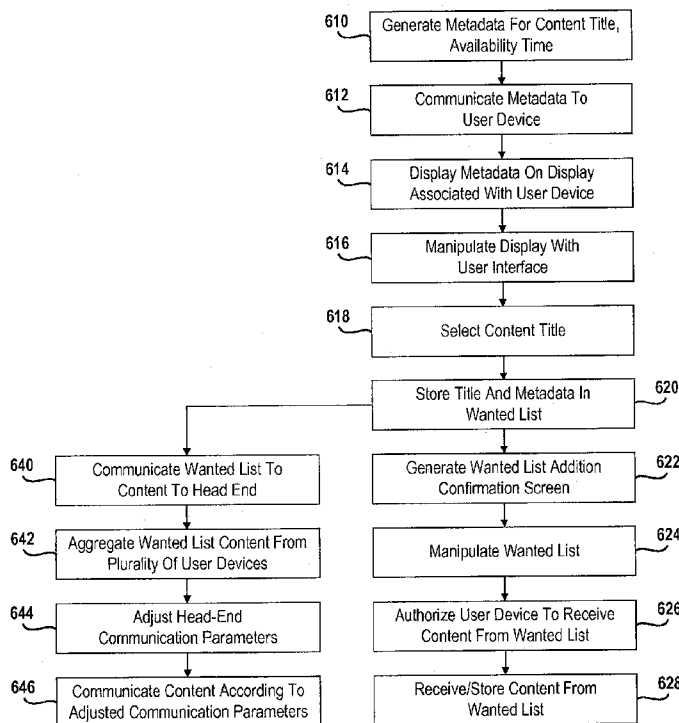 610
Generate Metadata For Content Title,
Availability Time
612
Communicate Metadata To
User Device
614
Display Metadata On Display
Associated With User Device
616
Manipulate Display With
User Interface
618
Select Content Title
620
Store Title And Metadata In
Wanted List
640
Communicate Wanted List To
Content To Head End
622
Generate Wanted List Addition
Confirmation Screen
642
Aggregate Wanted List Content From
Plurality Of User Devices
624
Manipulate Wanted List
644
Adjust Head-End
Communication Parameters
626
Authorize User Device To Receive
Content From Wanted List
646
Communicate Content According To
Adjusted Communication Parameters
628
Receive/Store Content From
Wanted List